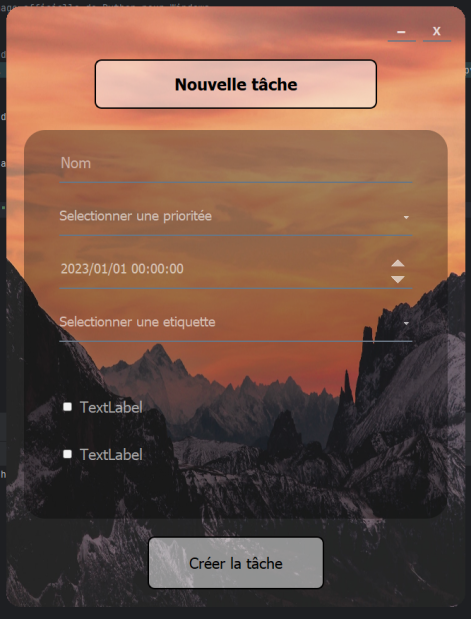 X
Nouvelle tâche
Nom
Selectionner une prioritée
2023/01/01 00:00:00
Selectionner une etiquette
TextLabel
TextLabel
Créer la tâche